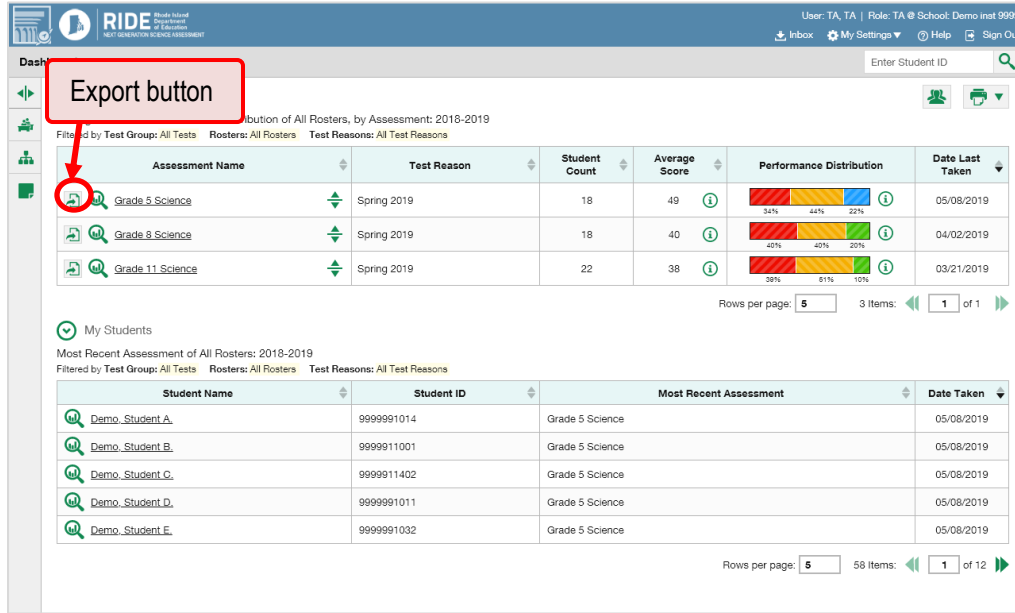 RIDE Rhode Island Department of Education
NEXT GENERATION SCIENCE ASSESSMENT
User: TA, TA | Role: TA @ School: Demo inst 999
Inbox My Settings Help Sign Ou
Dash
Enter Student ID
Export button
ibution of All Rosters, by Assessment: 2018-2019
Filtered by Test Group: All Tests Rosters: All Rosters Test Reasons: All Test Reasons
Assessment Name Test Reason Student Count Average Score Performance Distribution Date Last Taken
Grade 5 Science Spring 2019 18 49 05/08/2019
34% 44% 22%
Grade 8 Science Spring 2019 18 40 04/02/2019
40% 40% 20%
Grade 11 Science Spring 2019 22 38 03/21/2019
38% 51% 10%
Rows per page: 5 3 Items: 1 of 1
My Students
Most Recent Assessment of All Rosters: 2018-2019
Filtered by Test Group: All Tests Rosters: All Rosters Test Reasons: All Test Reasons
Student Name Student ID Most Recent Assessment Date Taken
Demo, Student A. 9999991014 Grade 5 Science 05/08/2019
Demo, Student B. 9999911001 Grade 5 Science 05/08/2019
Demo, Student C. 9999911402 Grade 5 Science 05/08/2019
Demo, Student D. 9999991011 Grade 5 Science 05/08/2019
Demo, Student E. 9999991032 Grade 5 Science 05/08/2019
Rows per page: 5 58 Items: 1 of 12